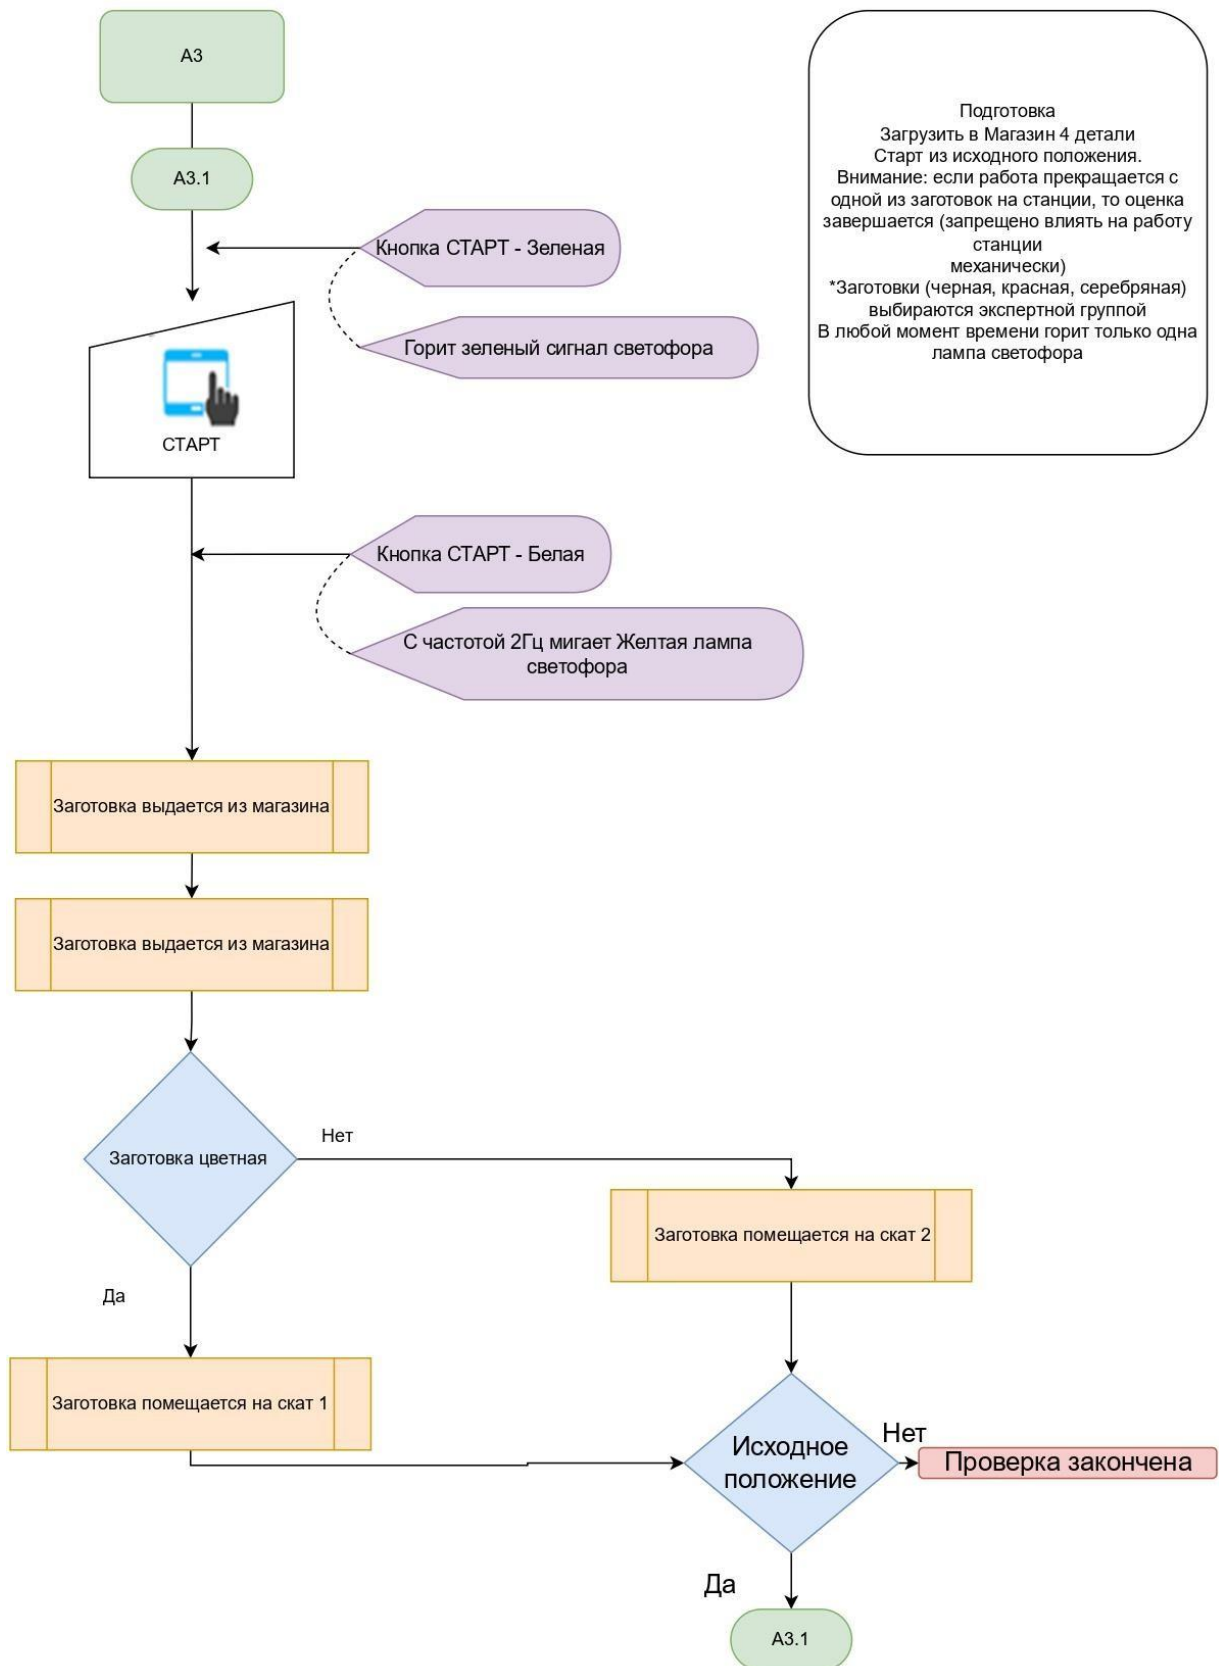 А3
А3.1
Подготовка
Загрузить в Магазин 4 детали
Старт из исходного положения.
Внимание: если работа прекращается с
одной из заготовок на станции, то оценка
завершается (запрещено влиять на работу
станции
механически)
*Заготовки (черная, красная, серебряная)
выбираются экспертной группой
В любой момент времени горит только одна
лампа светофора
Кнопка СТАРТ - Зеленая
Горит зеленый сигнал светофора
СТАРТ
Кнопка СТАРТ - Белая
С частотой 2Гц мигает Желтая лампа
светофора
Заготовка выдается из магазина
Заготовка выдается из магазина
Заготовка цветная
Нет
Заготовка помещается на скат 2
Да
Заготовка помещается на скат 1
Исходное
положение
Нет
Проверка закончена
Да
А3.1